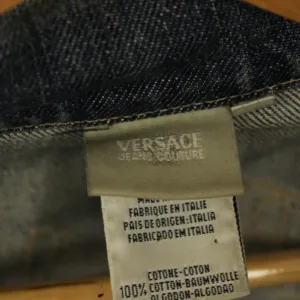 VERSACE
JEANS COUTURE
MADE IN ITALY
FABRIQUE EN ITALIE
PAIS DE ORIGEN:ITALIA
FABRICADO EM ITALIA
COTONE-COTON
100% COTTON-BAUMWOLLE
ALGODON-ALGODAO